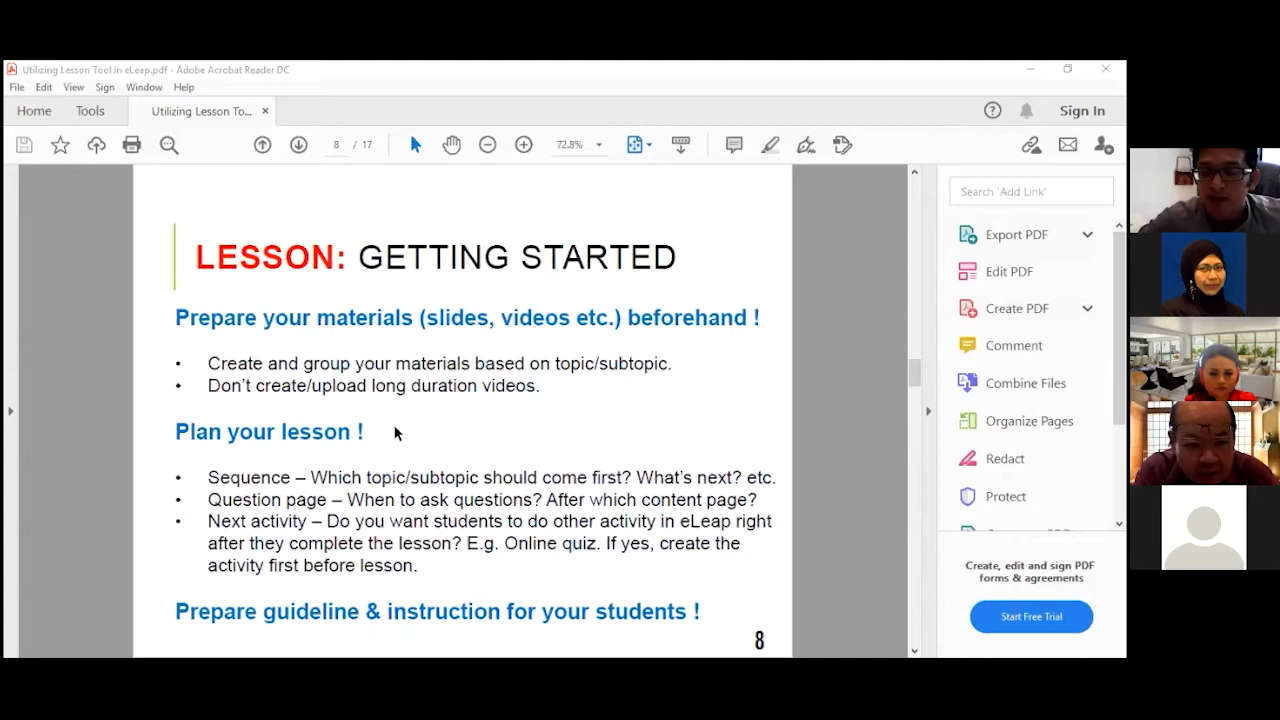 Utilizing Lesson Tool in eLeap.pdf - Adobe Acrobat Reader DC
File Edit View Sign Window Help
Home Tools Utilizing Lesson To... × Sign In
8 / 17 72.8%
LESSON: GETTING STARTED
Prepare your materials (slides, videos etc.) beforehand !
• Create and group your materials based on topic/subtopic.
• Don't create/upload long duration videos.
Plan your lesson !
• Sequence – Which topic/subtopic should come first? What's next? etc.
• Question page – When to ask questions? After which content page?
• Next activity – Do you want students to do other activity in eLeap right
after they complete the lesson? E.g. Online quiz. If yes, create the
activity first before lesson.
Prepare guideline & instruction for your students !
8
Search 'Add Link'
Export PDF
Edit PDF
Create PDF
Comment
Combine Files
Organize Pages
Redact
Protect
Create, edit and sign PDF
forms & agreements
Start Free Trial